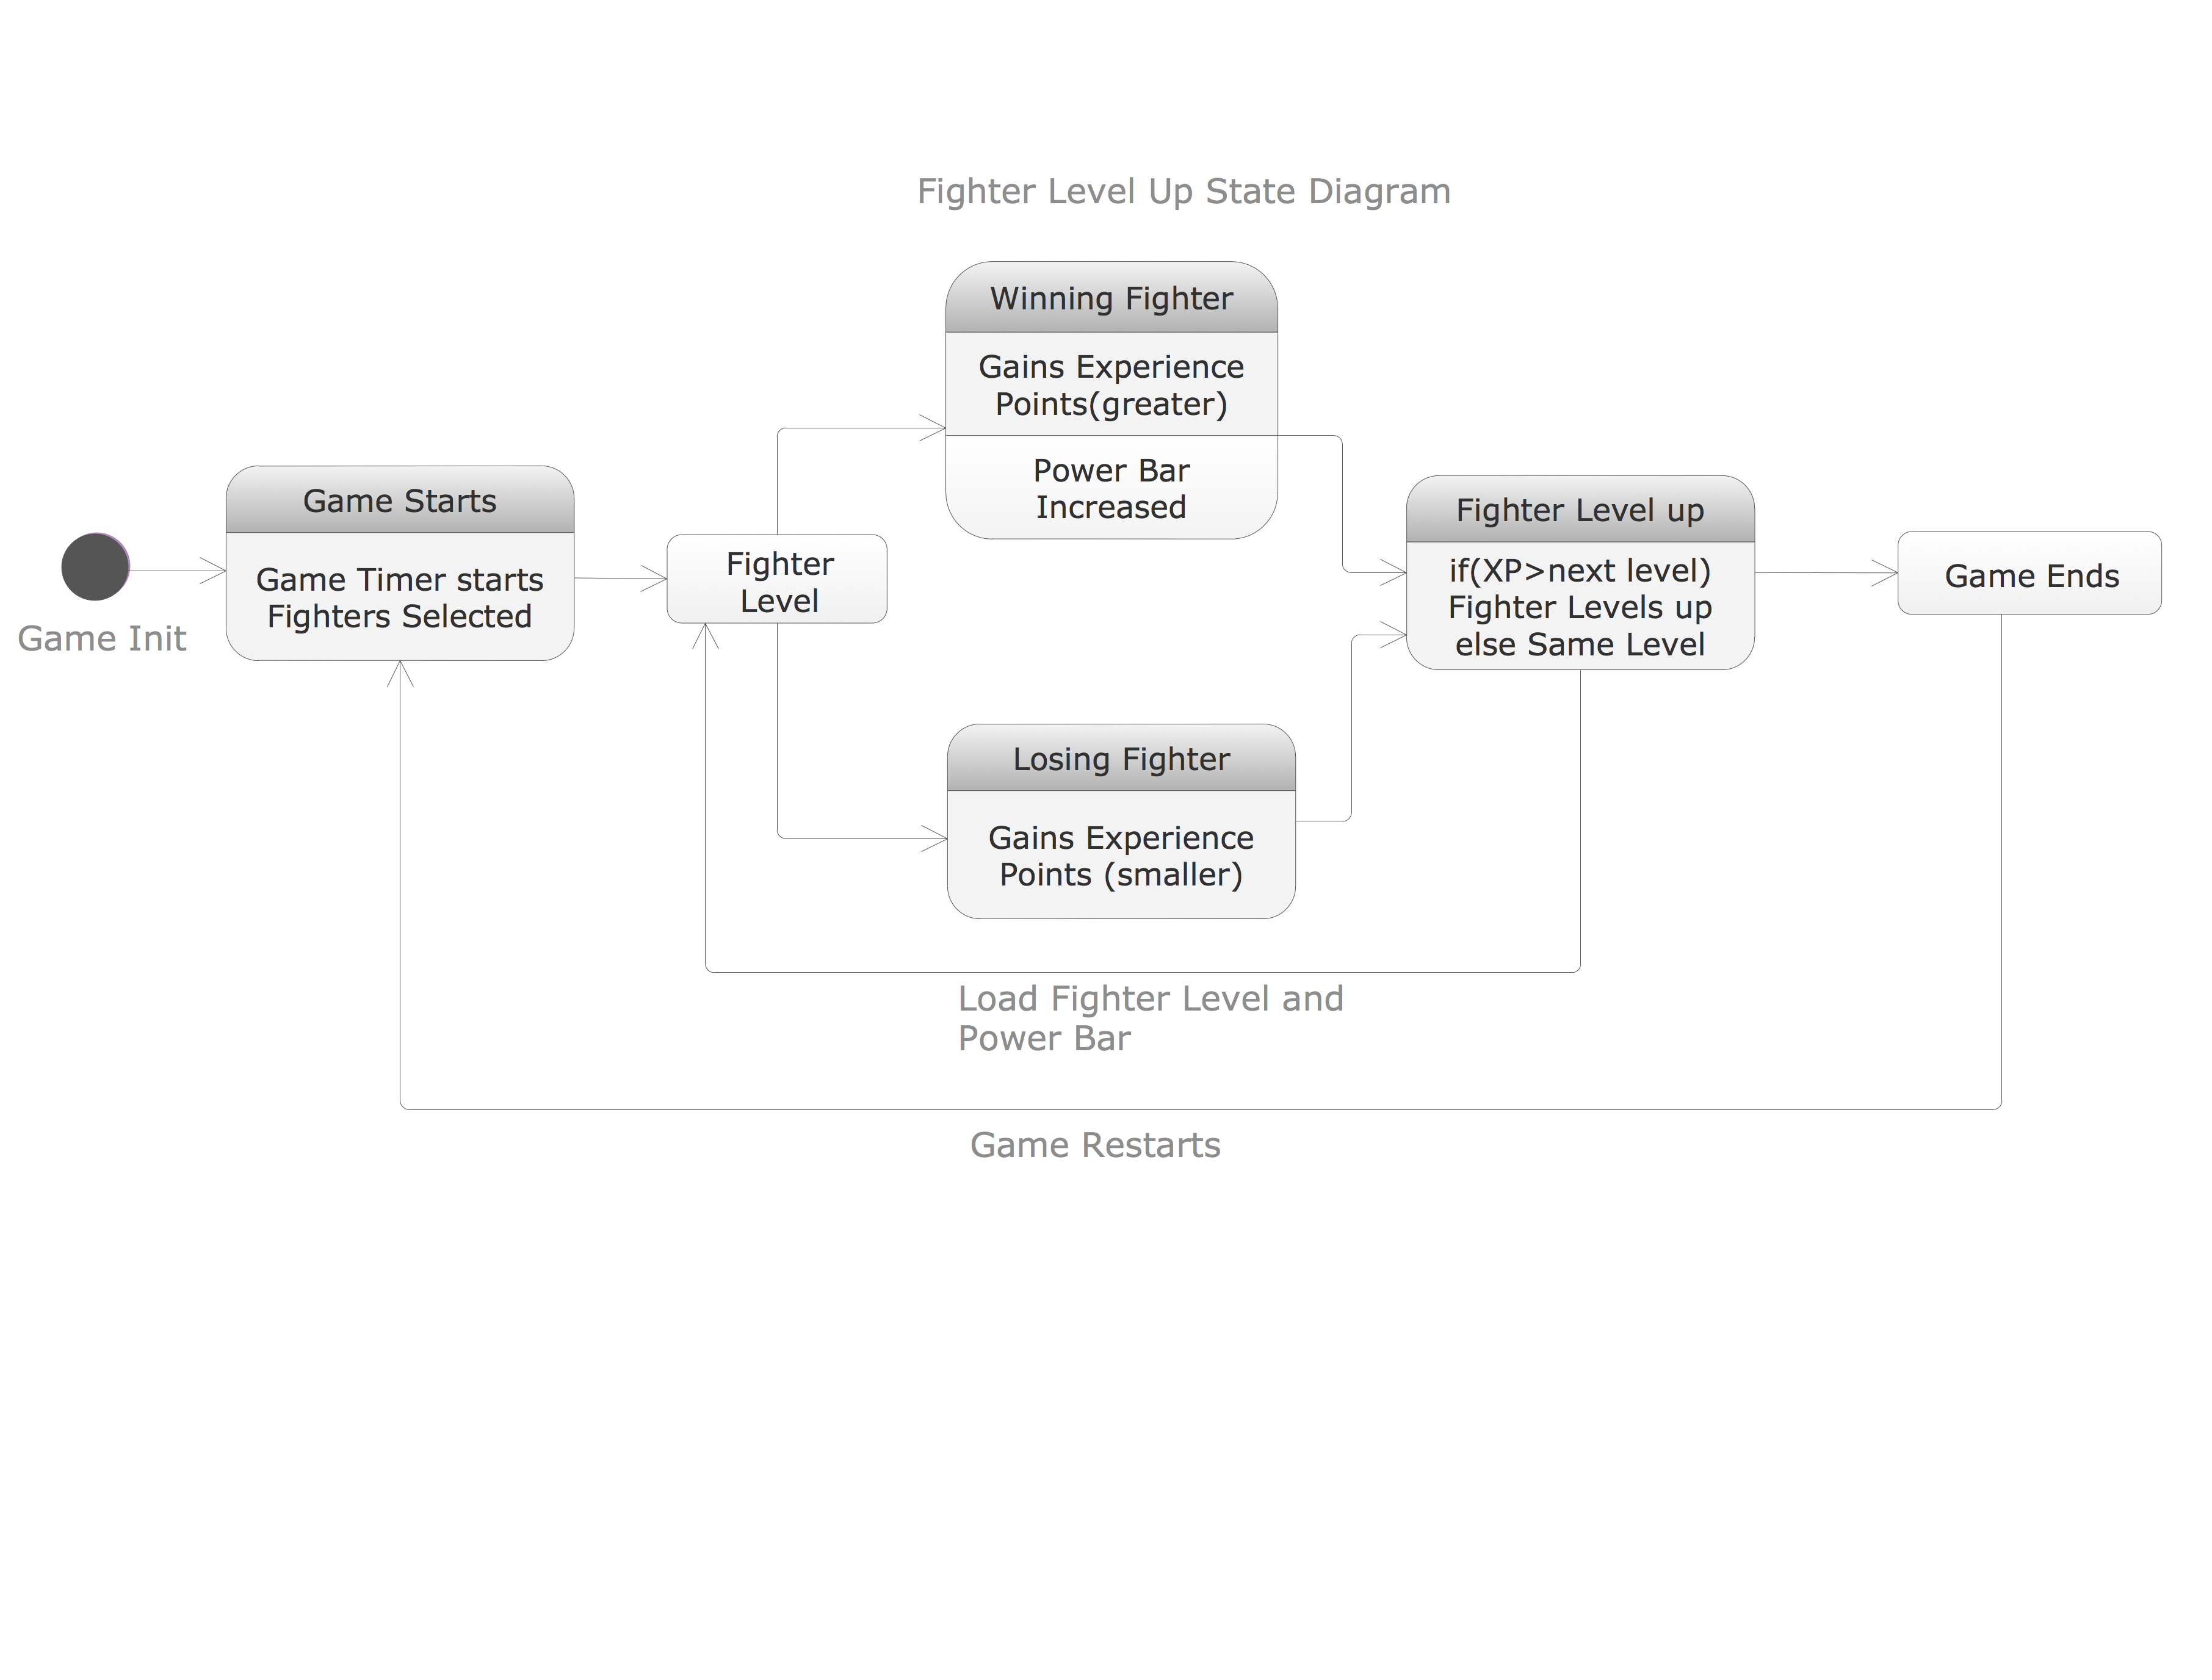 Fighter Level Up State Diagram
Winning Fighter
Gains Experience
Points(greater)
Power Bar
Increased
Game Starts
Game Timer starts
Fighters Selected
Game Init
Fighter
Level
Fighter Level up
if(XP>next level)
Fighter Levels up
else Same Level
Game Ends
Losing Fighter
Gains Experience
Points (smaller)
Load Fighter Level and
Power Bar
Game Restarts